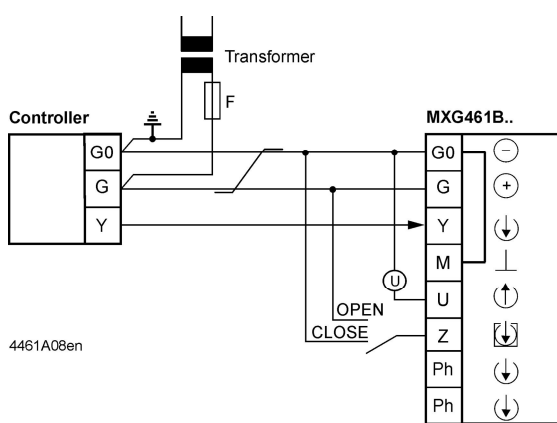 Transformer
F
Controller
MXG461B..
G0
G
Y
G0
G
Y
M
U
Z
Ph
Ph
U
OPEN
CLOSE
4461A08en